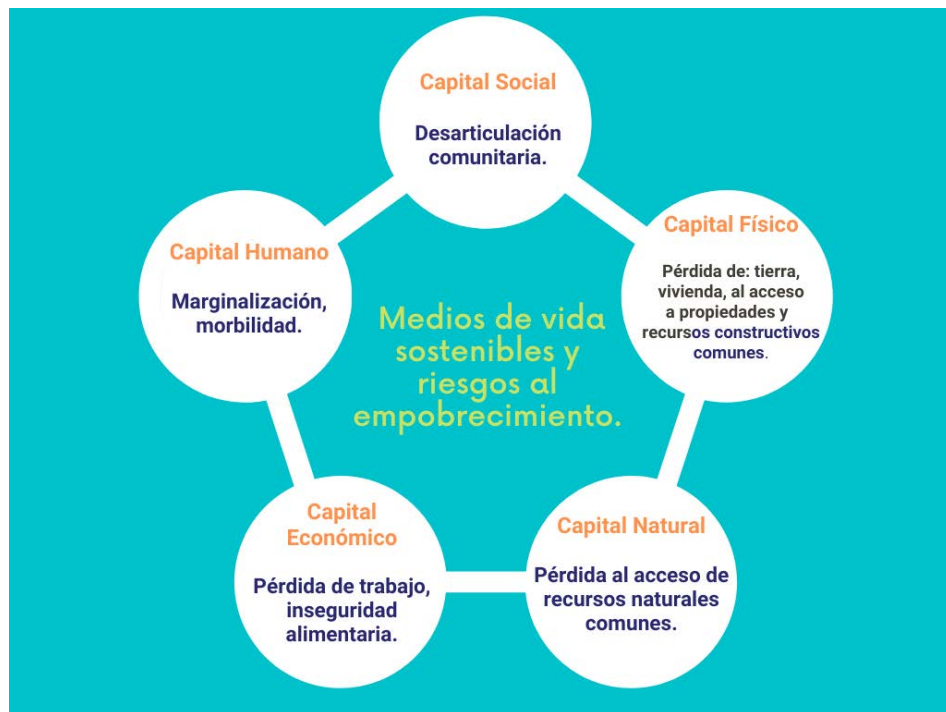 Capital Social
Desarticulación
comunitaria.
Capital Humano
Marginalización,
morbilidad.
Capital Físico
Pérdida de: tierra,
vivienda, al acceso
a propiedades y
recursos constructivos
comunes.
Medios de vida
sostenibles y
riesgos al
empobrecimiento.
Capital
Económico
Pérdida de trabajo,
inseguridad
alimentaria.
Capital Natural
Pérdida al acceso de
recursos naturales
comunes.